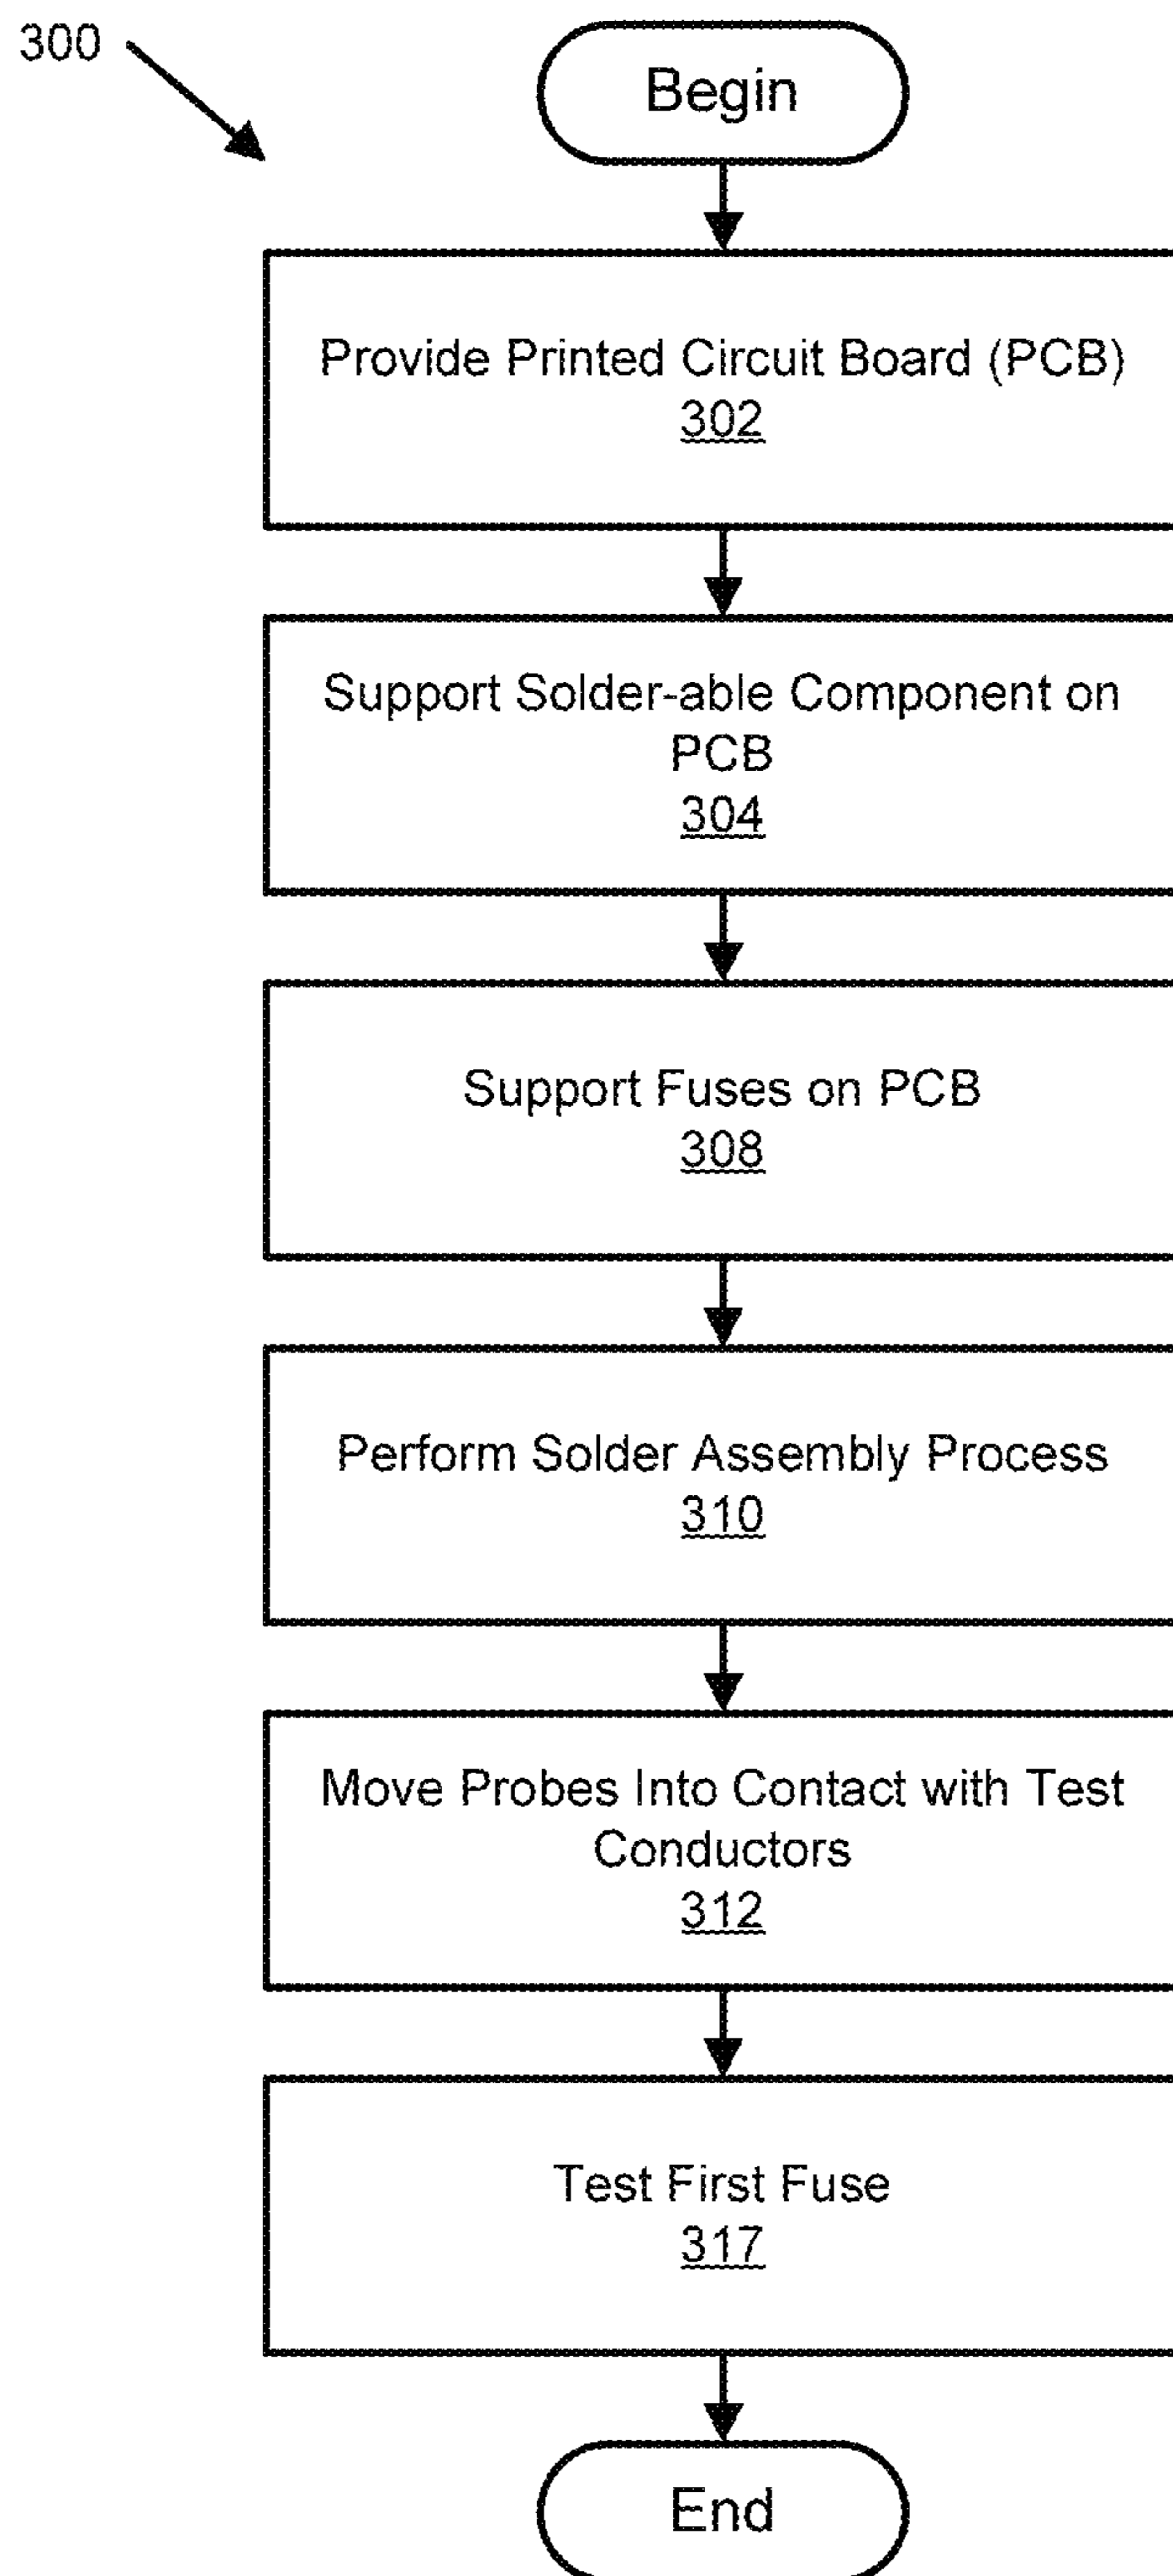 300
Begin
Provide Printed Circuit Board (PCB)
302
Support Solder-able Component on
PCB
304
Support Fuses on PCB
308
Perform Solder Assembly Process
310
Move Probes Into Contact with Test
Conductors
312
Test First Fuse
317
End